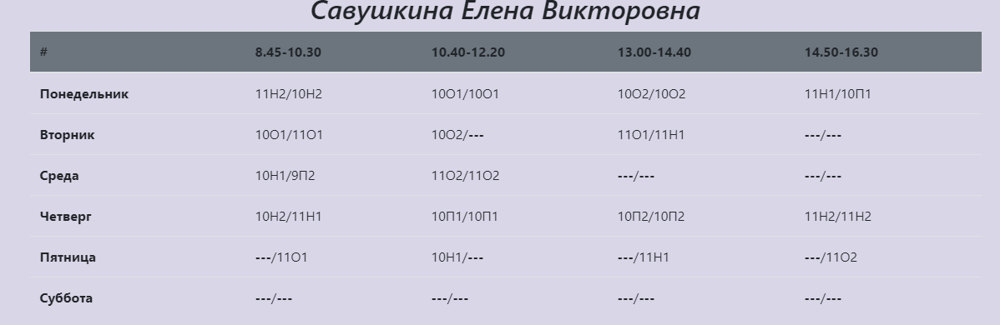 Савушкина Елена Викторовна
# 8.45-10.30 10.40-12.20 13.00-14.40 14.50-16.30
Понедельник 11Н2/10Н2 10О1/10О1 10О2/10О2 11Н1/10П1
Вторник 10О1/11О1 10О2/--- 11О1/11Н1 ---/---
Среда 10Н1/9П2 11О2/11О2 ---/--- ---/---
Четверг 10Н2/11Н1 10П1/10П1 10П2/10П2 11Н2/11Н2
Пятница ---/11О1 10Н1/--- ---/11Н1 ---/11О2
Суббота ---/--- ---/--- ---/--- ---/---